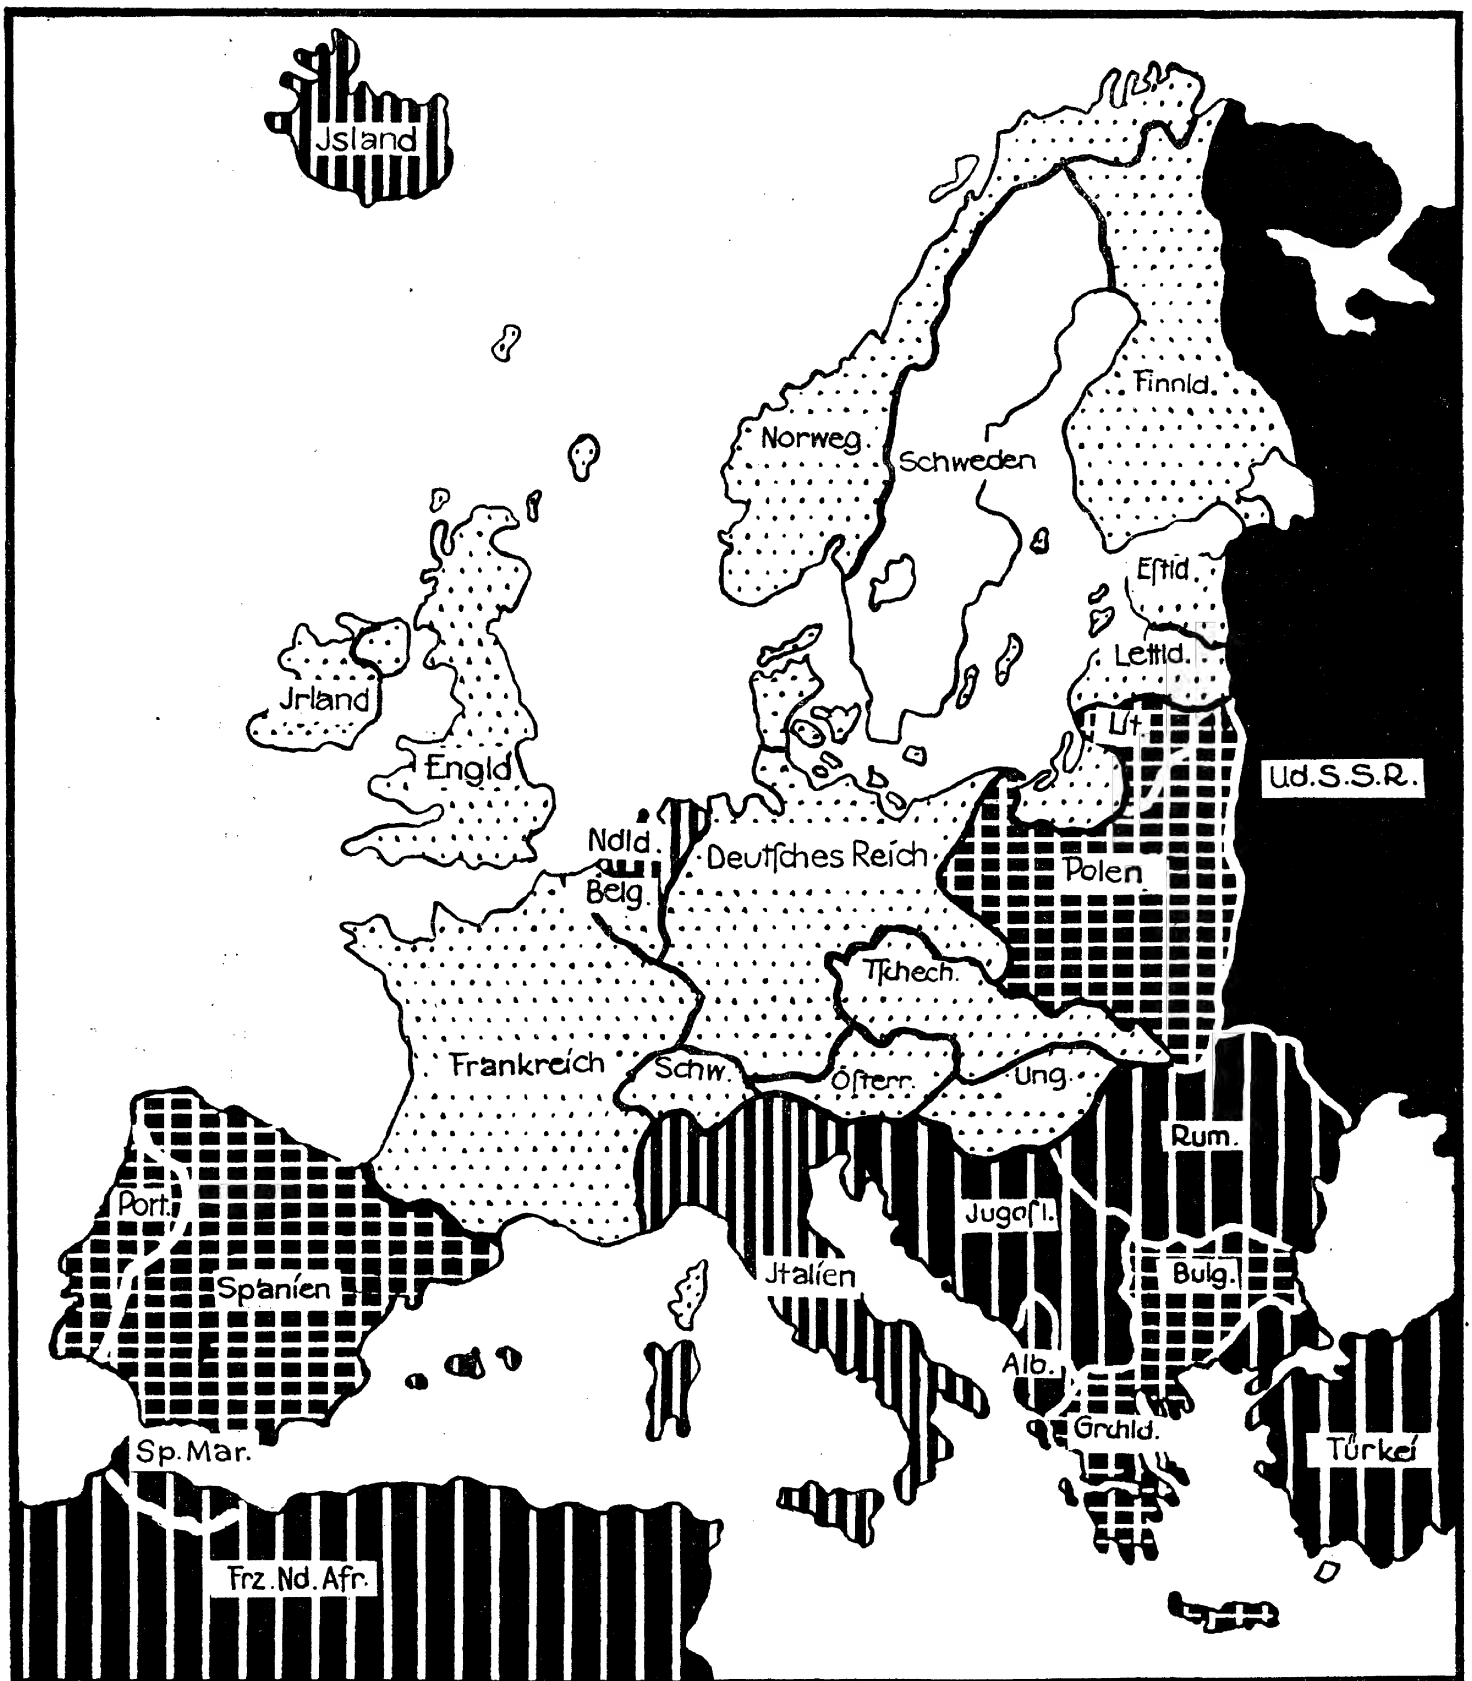 Jsland
Finnld.
Norweg.
Schweden
Eſtld.
Lettld.
Jrland
Lit.
Engld
Ud.S.S.R.
Ndld.
Deutſches Reich
Polen
Belg.
Tſchech.
Frankreich
Schw.
Öſterr.
Ung.
Rum.
Port.
Jugoſl.
Spanien
Jtalien
Bulg.
Alb.
Grchld.
Sp. Mar.
Türkei
Frz. Nd. Afr.